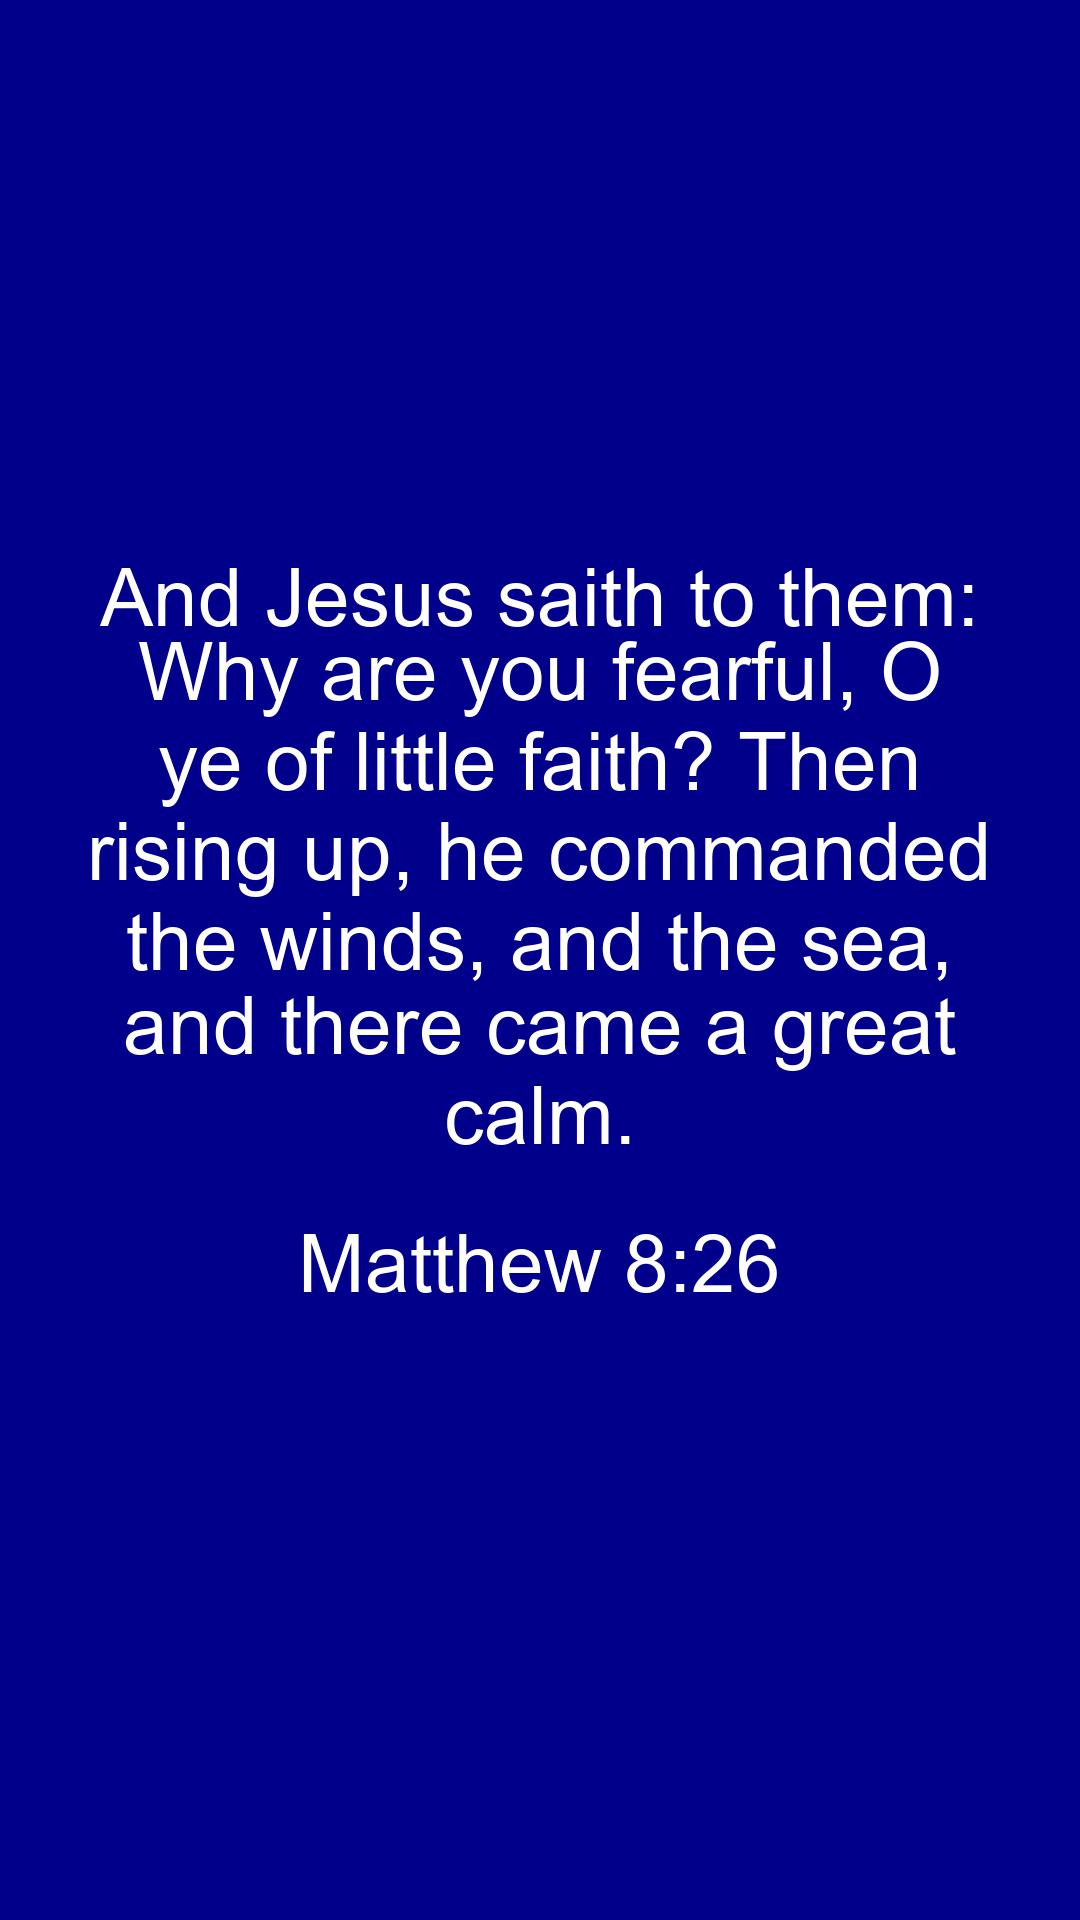 And Jesus saith to them:
Why are you fearful, O
ye of little faith? Then
rising up, he commanded
the winds, and the sea,
and there came a great
calm.
Matthew 8:26